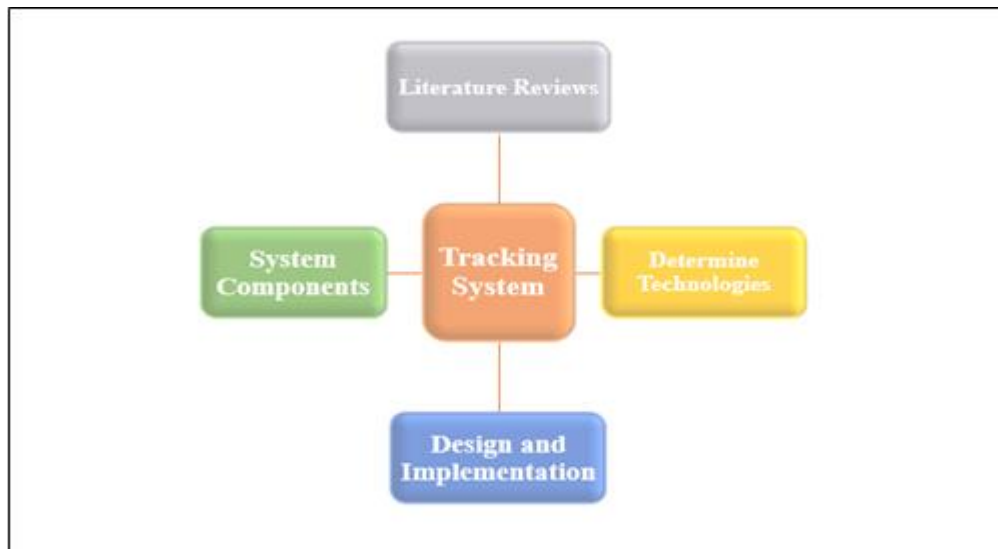 Literature Reviews
System
Components
Tracking
System
Determine
Technologies
Design and
Implementation